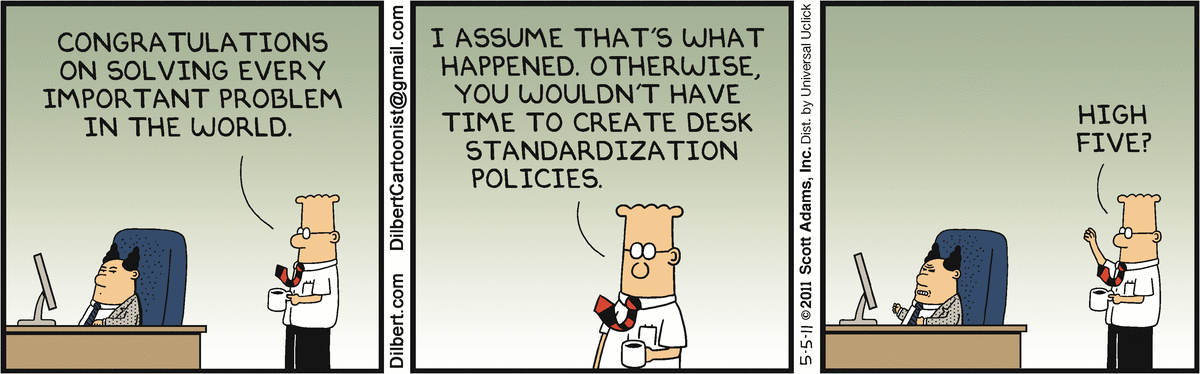 CONGRATULATIONS
ON SOLVING EVERY
IMPORTANT PROBLEM
IN THE WORLD.
Dilbert.com DilbertCartoonist@gmail.com
I ASSUME THAT'S WHAT
HAPPENED. OTHERWISE,
YOU WOULDN'T HAVE
TIME TO CREATE DESK
STANDARDIZATION
POLICIES.
5-5-11 ©2011 Scott Adams, Inc. Dist. by Universal Uclick
HIGH
FIVE?